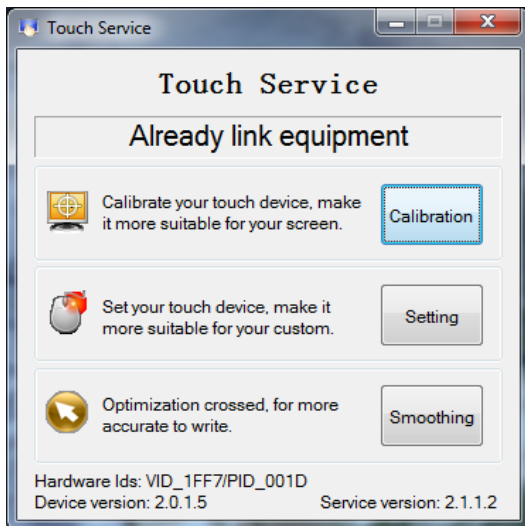 Touch Service
Touch Service
Already link equipment
Calibrate your touch device, make
it more suitable for your screen.
Calibration
Set your touch device, make it
more suitable for your custom.
Setting
Optimization crossed, for more
accurate to write.
Smoothing
Hardware Ids: VID_1FF7/PID_001D
Device version: 2.0.1.5 Service version: 2.1.1.2